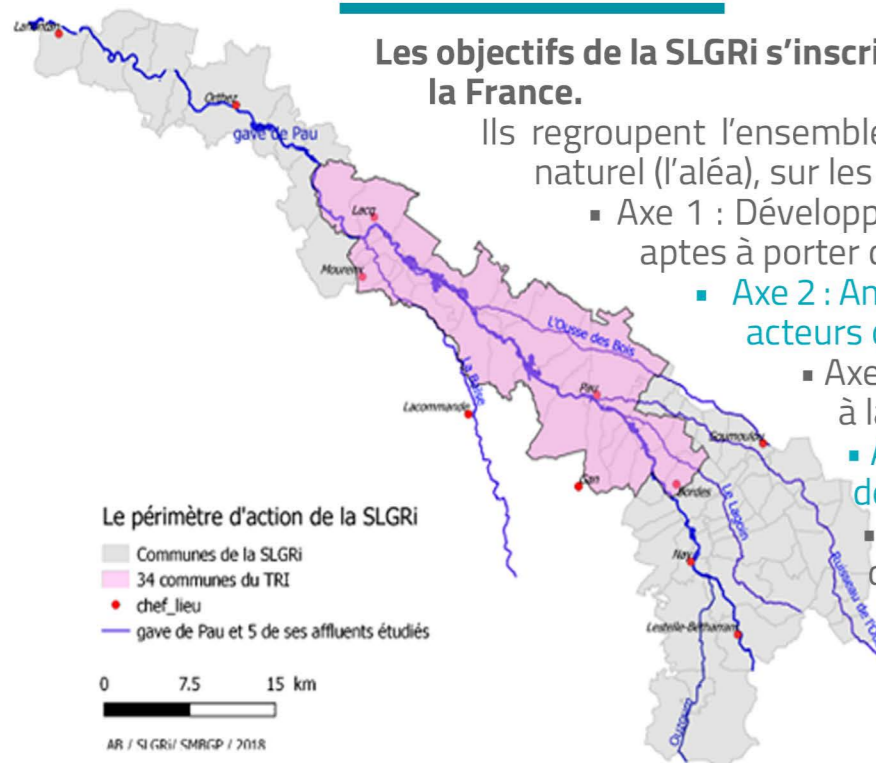 Les objectifs de la SLGRi s’inscri
la France.
Ils regroupent l’ensemble
naturel (l’aléa), sur les
▪ Axe 1 : Développ
aptes à porter
▪ Axe 2 : An
acteurs
▪ Axe
à la
Orthez
gave de Pau
Lacq
Mourenx
L'Ousse des Bois
La Baïse
Pau
Lacommande
Soumoulou
Gan
Bordes
Le Lagoin
Nay
Lestelle-Betharram
Ouzoum
Le périmètre d'action de la SLGRi
Communes de la SLGRi
34 communes du TRI
chef_lieu
gave de Pau et 5 de ses affluents étudiés
0 7.5 15 km
AB / SLGRi/ SMBGP / 2018